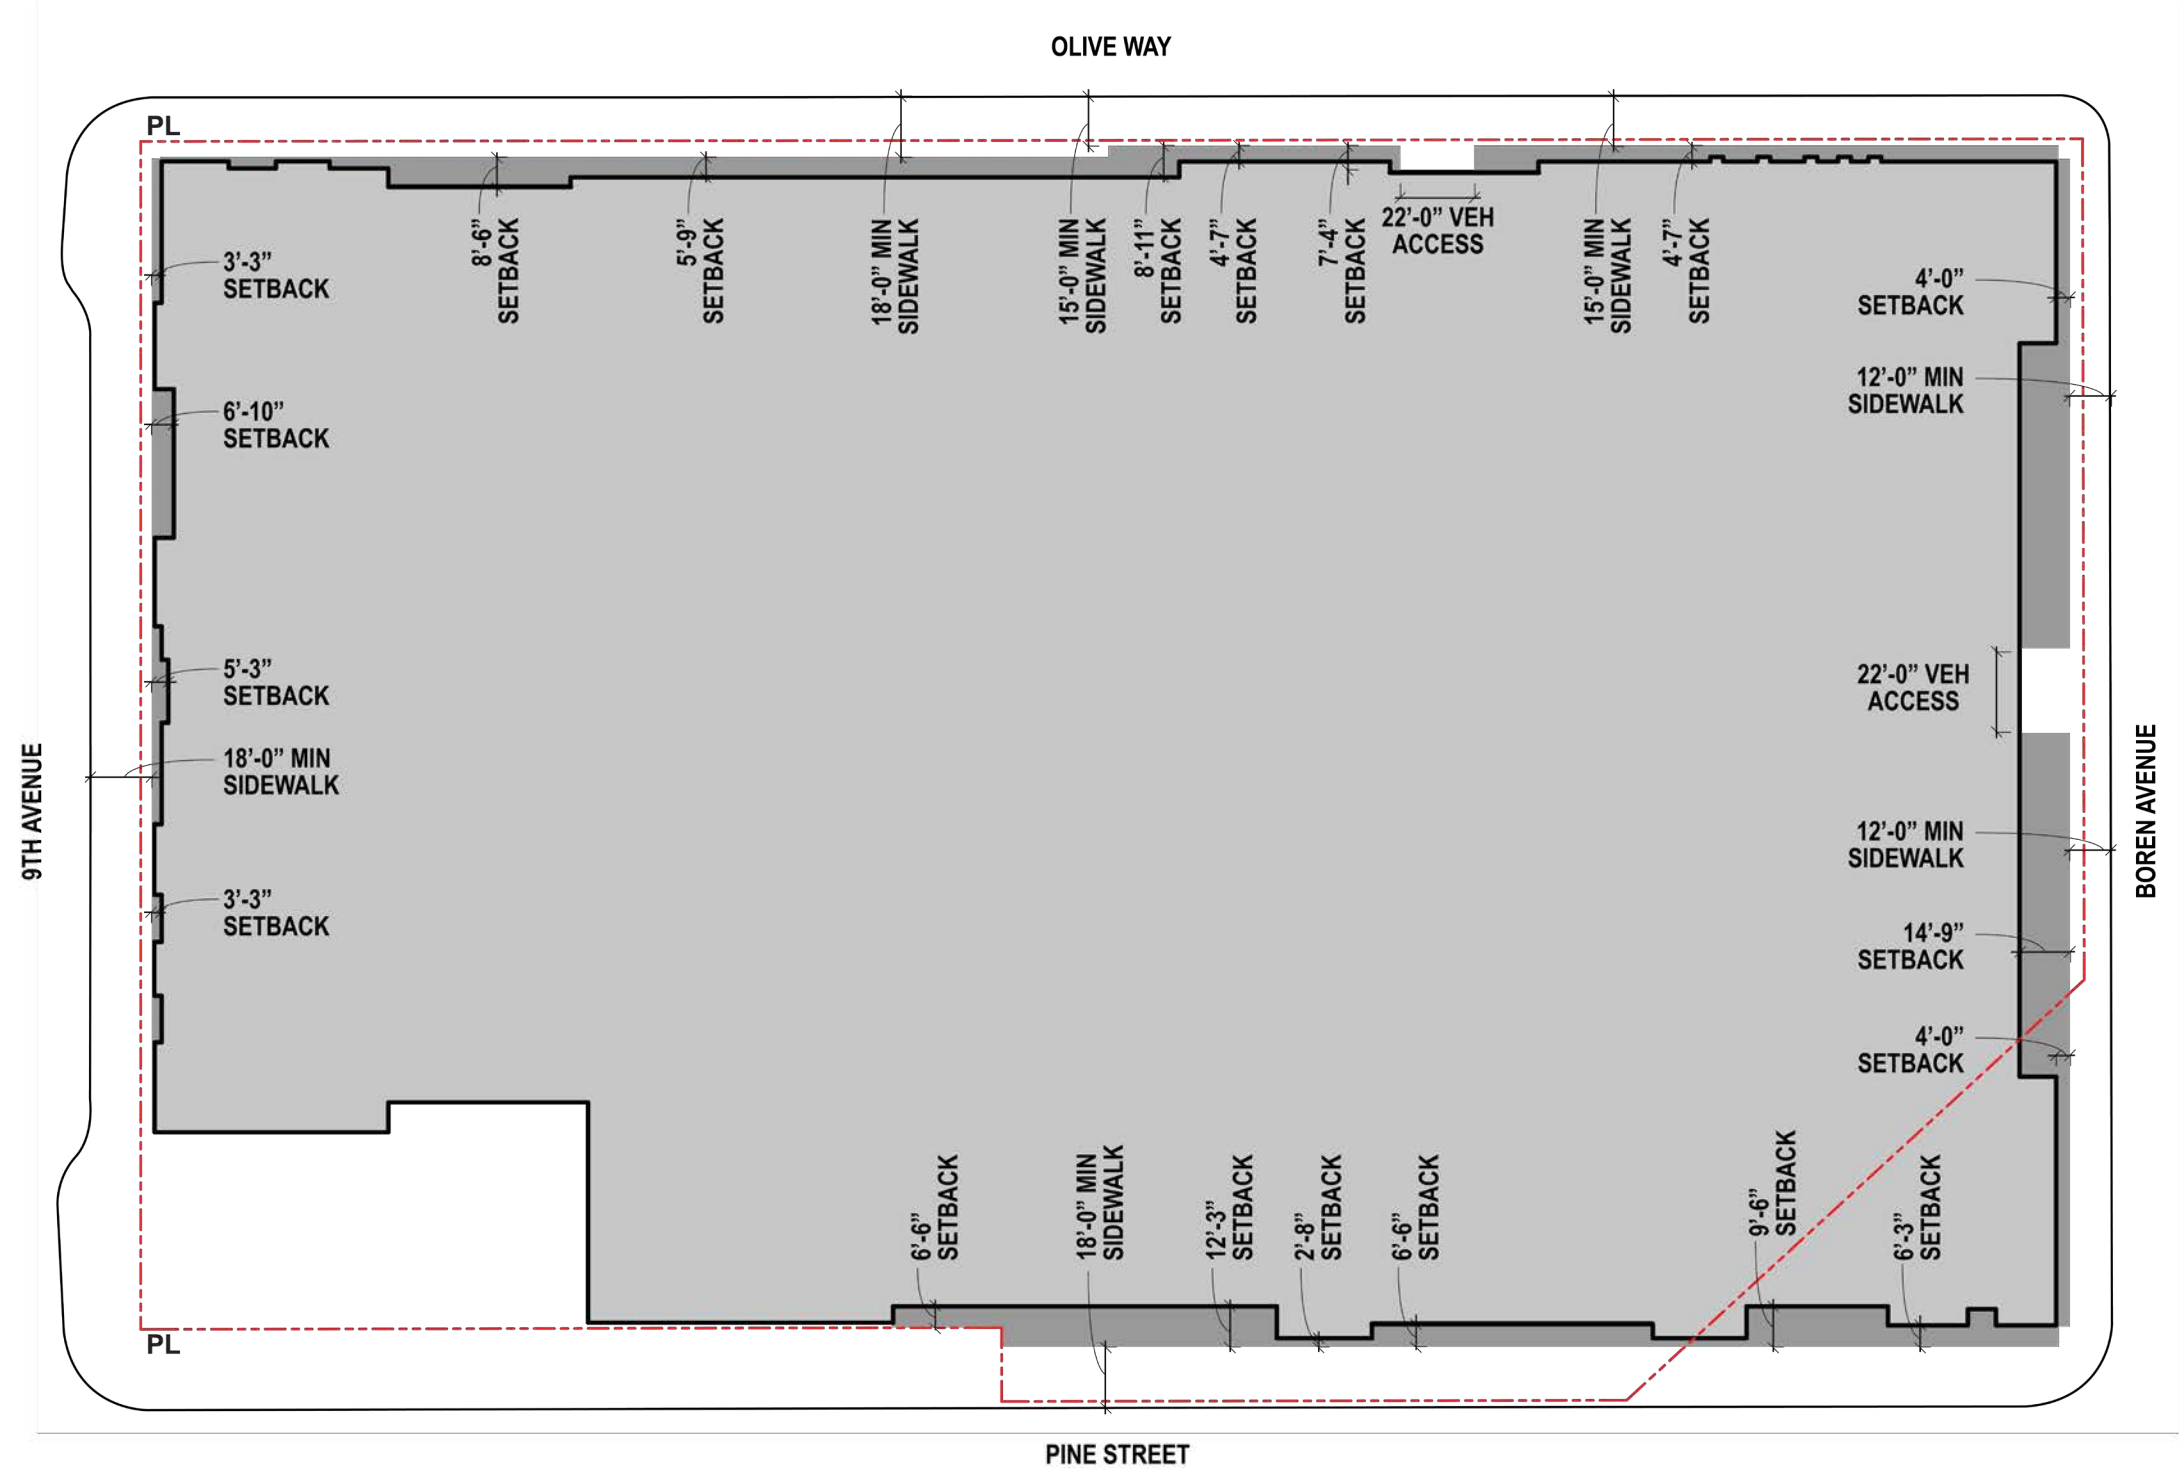 OLIVE WAY
PL
8’-6”
SETBACK
5’-9”
SETBACK
18’-0” MIN
SIDEWALK
15’-0” MIN
SIDEWALK
8’-11”
SETBACK
4’-7”
SETBACK
7’-4”
SETBACK
22’-0” VEH
ACCESS
15’-0” MIN
SIDEWALK
4’-7”
SETBACK
3’-3”
SETBACK
6’-10”
SETBACK
5’-3”
SETBACK
18’-0” MIN
SIDEWALK
3’-3”
SETBACK
9TH AVENUE
4’-0”
SETBACK
12’-0” MIN
SIDEWALK
22’-0” VEH
ACCESS
12’-0” MIN
SIDEWALK
14’-9”
SETBACK
4’-0”
SETBACK
BOREN AVENUE
6’-6”
SETBACK
18’-0” MIN
SIDEWALK
12’-3”
SETBACK
2’-8”
SETBACK
6’-6”
SETBACK
9’-6”
SETBACK
6’-3”
SETBACK
PL
PINE STREET